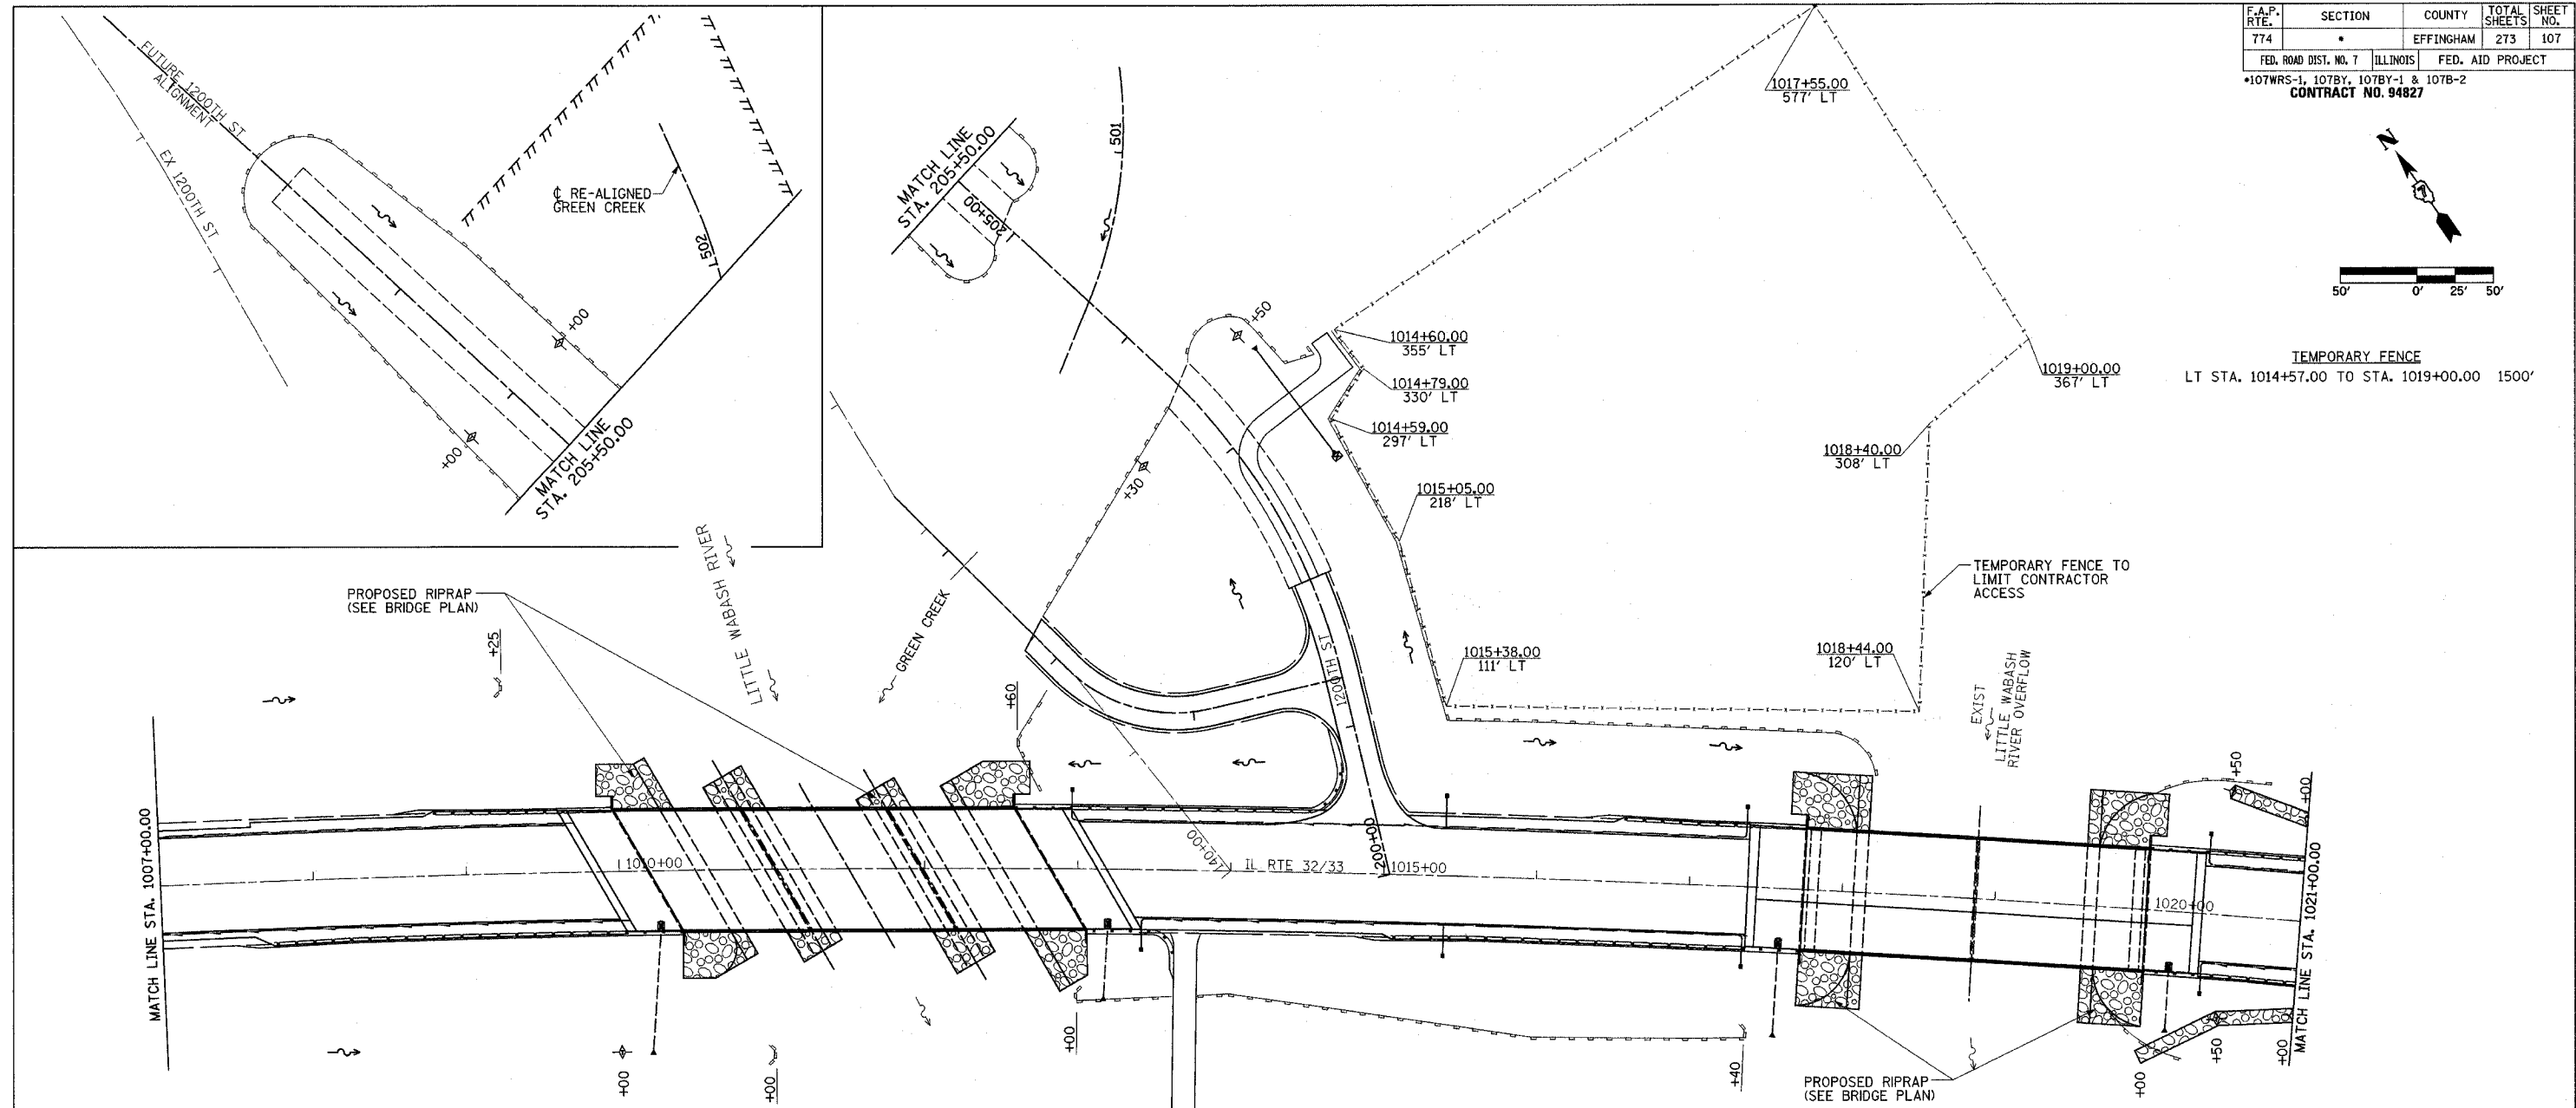 F.A.P. RTE. SECTION COUNTY TOTAL SHEETS SHEET NO.
774 * EFFINGHAM 273 107
FED. ROAD DIST. NO. 7 ILLINOIS FED. AID PROJECT
*107WRS-1, 107BY, 107BY-1 & 107B-2
CONTRACT NO. 94827
N
50' 0' 25' 50'
TEMPORARY FENCE
LT STA. 1014+57.00 TO STA. 1019+00.00 1500'
FUTURE 1200TH ST
ALIGNMENT
EX 1200TH ST
℄ RE-ALIGNED
GREEN CREEK
502
+00
+00
MATCH LINE
STA. 205+50.00
MATCH LINE
STA. 205+50.00
205+00
501
1017+55.00
577' LT
+50
1014+60.00
355' LT
1014+79.00
330' LT
1014+59.00
297' LT
1019+00.00
367' LT
1018+40.00
308' LT
+30
1015+05.00
218' LT
TEMPORARY FENCE TO
LIMIT CONTRACTOR
ACCESS
1015+38.00
111' LT
1018+44.00
120' LT
PROPOSED RIPRAP
(SEE BRIDGE PLAN)
+25
LITTLE WABASH RIVER
GREEN CREEK
+60
1200TH ST
EXIST
LITTLE WABASH
RIVER OVERFLOW
+50
+00
MATCH LINE STA. 1007+00.00
1010+00
140+00
IL RTE 32/33
200+00
1015+00
1020+00
MATCH LINE STA. 1021+00.00
+00
+00
+00
+40
PROPOSED RIPRAP
(SEE BRIDGE PLAN)
+00
+50
+00